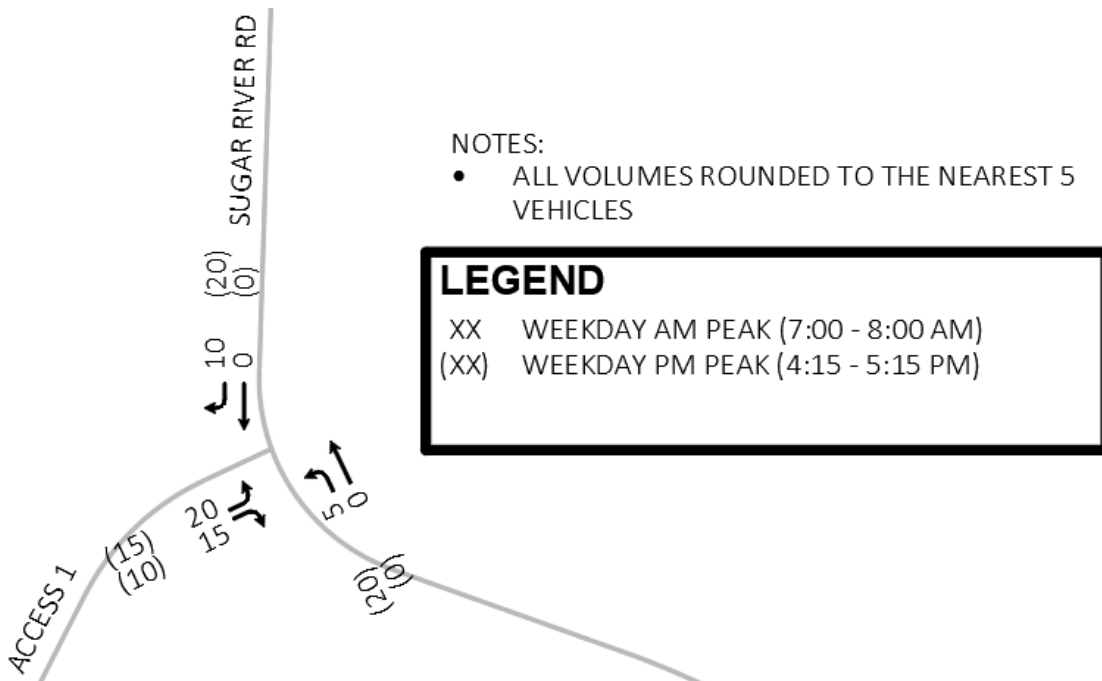 SUGAR RIVER RD
NOTES:
• ALL VOLUMES ROUNDED TO THE NEAREST 5
VEHICLES
(20)
(0)
LEGEND
XX WEEKDAY AM PEAK (7:00 - 8:00 AM)
(XX) WEEKDAY PM PEAK (4:15 - 5:15 PM)
10
0
5
0
20
15
(15)
(10)
(20)
(0)
ACCESS 1